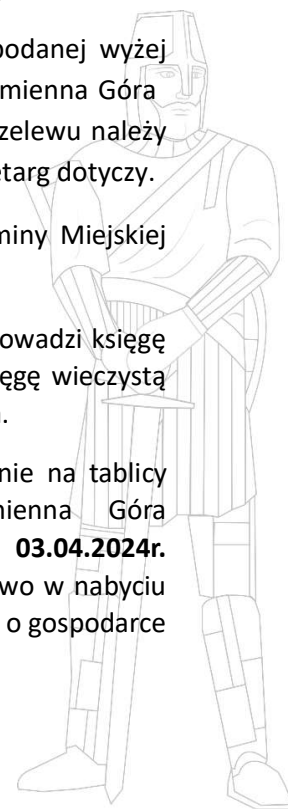 podanej wyżej
mienna Góra
zelewu należy
etarg dotyczy.
miny Miejskiej
owadzi księgę
ęgę wieczystą
nie na tablicy
mienna Góra
03.04.2024r.
wo w nabyciu
o gospodarce